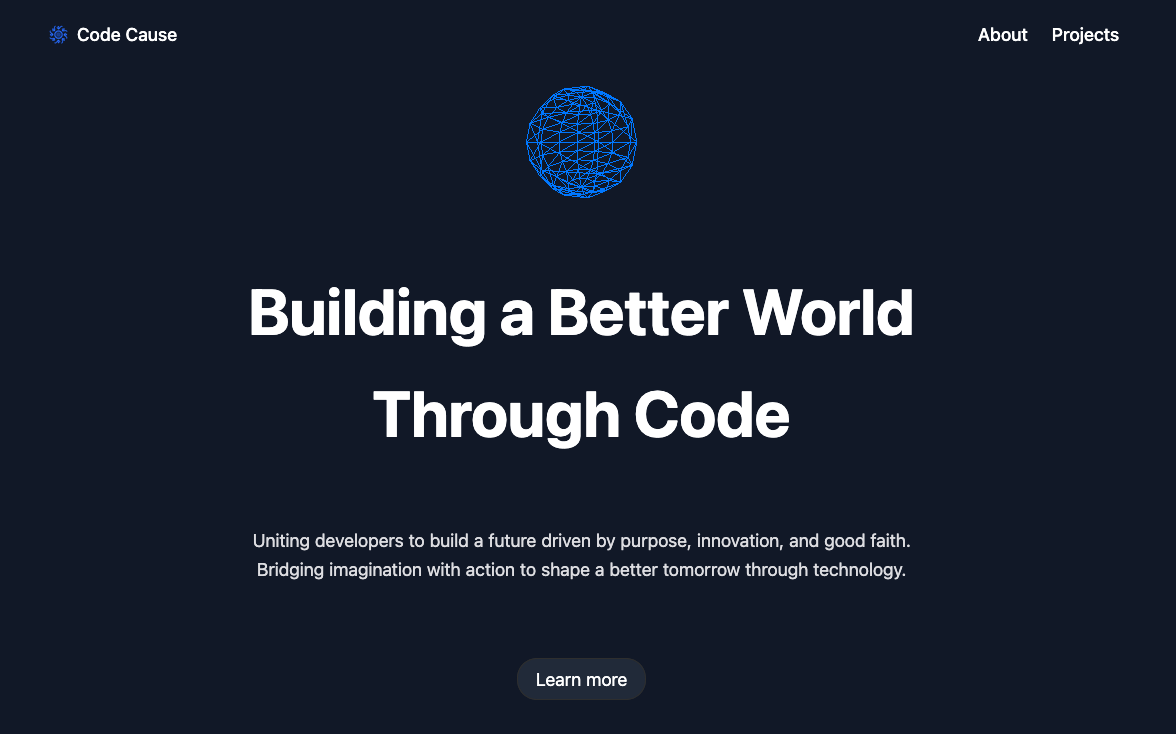 Code Cause
About
Projects
Building a Better World
Through Code
Uniting developers to build a future driven by purpose, innovation, and good faith.
Bridging imagination with action to shape a better tomorrow through technology.
Learn more